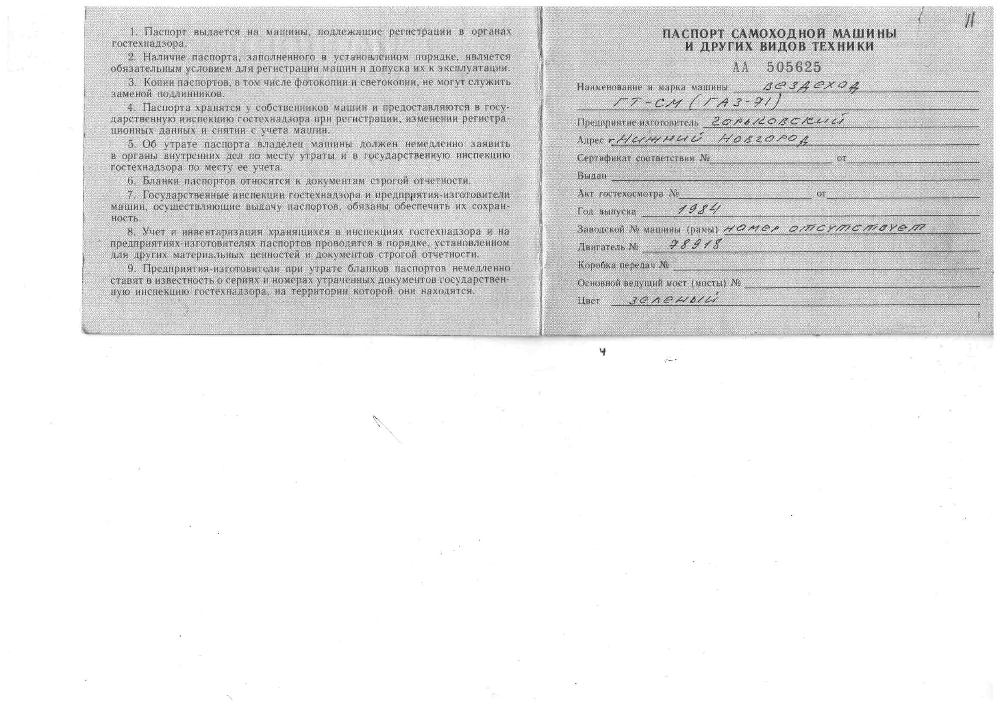 1. Паспорт выдается на машины, подлежащие регистрации в органах
гостехнадзора.
2. Наличие паспорта, заполненного в установленном порядке, является
обязательным условием для регистрации машин и допуска их к эксплуатации.
3. Копии паспортов, в том числе фотокопии и светокопии, не могут служить
заменой подлинников.
4. Паспорта хранятся у собственников машин и предоставляются в госу-
дарственную инспекцию гостехнадзора при регистрации, изменении регистра-
ционных данных и снятии с учета машин.
5. Об утрате паспорта владелец машины должен немедленно заявить
в органы внутренних дел по месту утраты и в государственную инспекцию
гостехнадзора по месту ее учета.
6. Бланки паспортов относятся к документам строгой отчетности.
7. Государственные инспекции гостехнадзора и предприятия-изготовители
машин, осуществляющие выдачу паспортов, обязаны обеспечить их сохран-
ность.
8. Учет и инвентаризация хранящихся в инспекциях гостехнадзора и на
предприятиях-изготовителях паспортов проводятся в порядке, установленном
для других материальных ценностей и документов строгой отчетности.
9. Предприятия-изготовители при утрате бланков паспортов немедленно
ставят в известность о сериях и номерах утраченных документов государствен-
ную инспекцию гостехнадзора, на территории которой они находятся.
11
ПАСПОРТ САМОХОДНОЙ МАШИНЫ
И ДРУГИХ ВИДОВ ТЕХНИКИ
АА 505625
Наименование и марка машины вездеход
ГТ-СМ (ГАЗ-71)
Предприятие-изготовитель Горьковский
Адрес г Нижний Новгород
Сертификат соответствия № от
Выдан
Акт гостехосмотра № от
Год выпуска 1984
Заводской № машины (рамы) номер отсутствует
Двигатель № 78918
Коробка передач №
Основной ведущий мост (мосты) №
Цвет зеленый
1
4